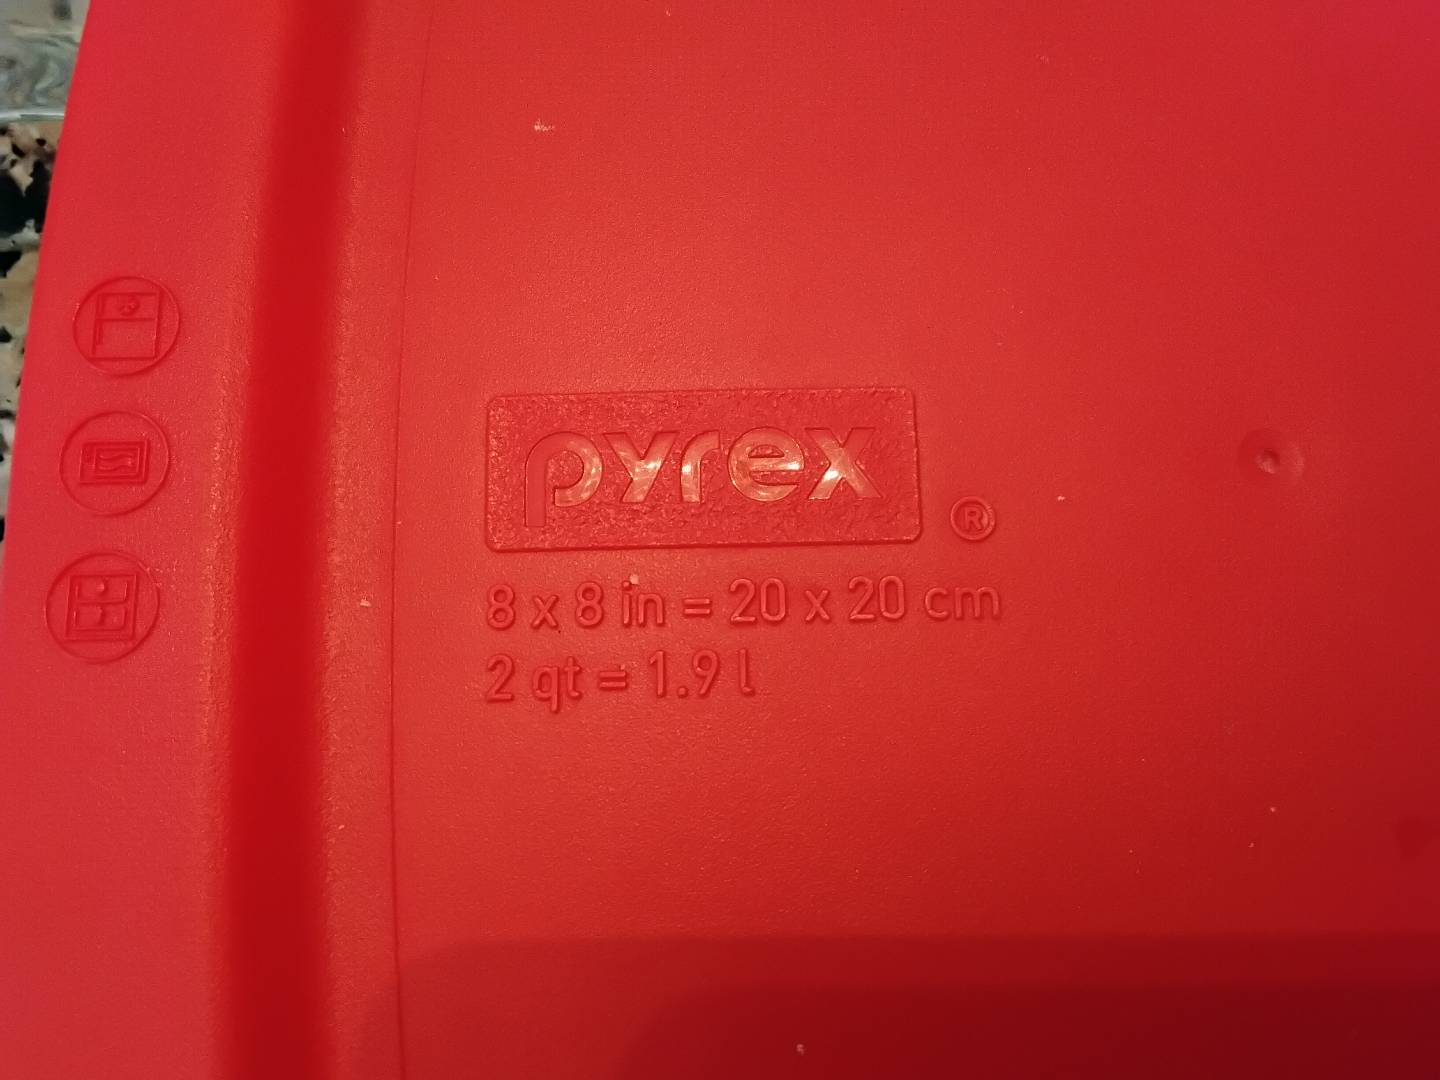 pyrex ®
8 x 8 in = 20 x 20 cm
2 qt = 1.9 l